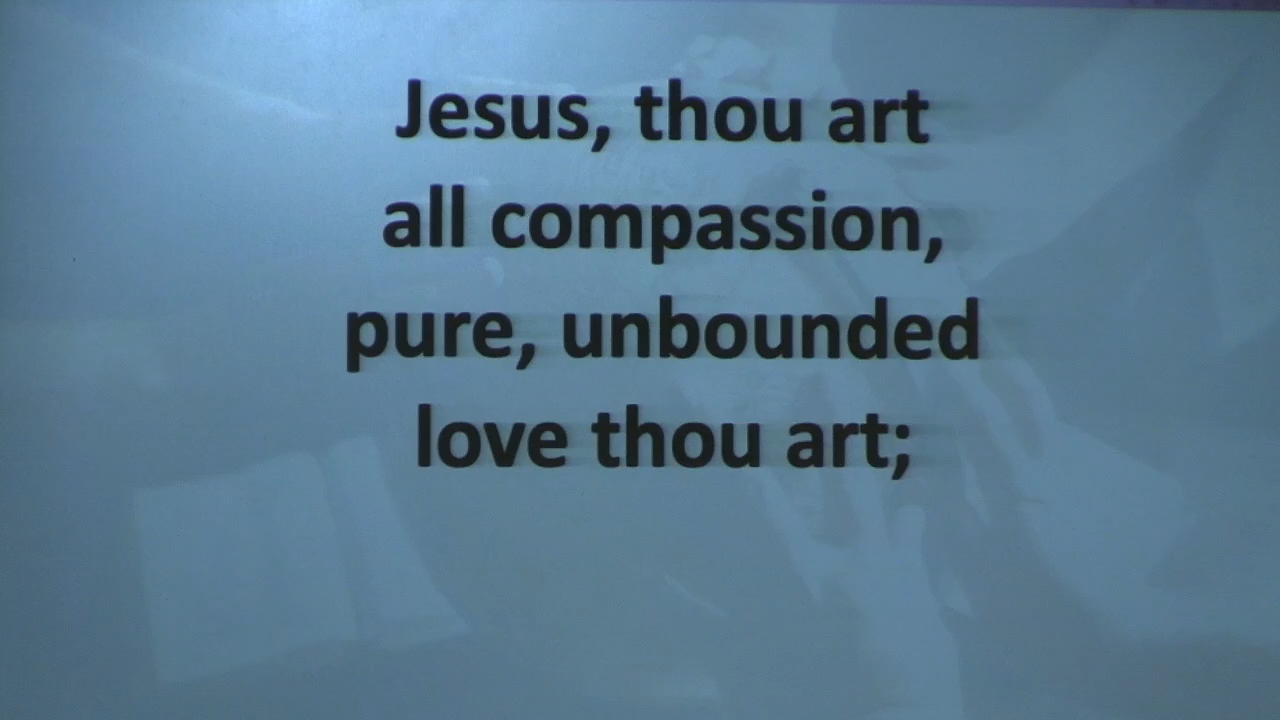 Jesus, thou art
all compassion,
pure, unbounded
love thou art;